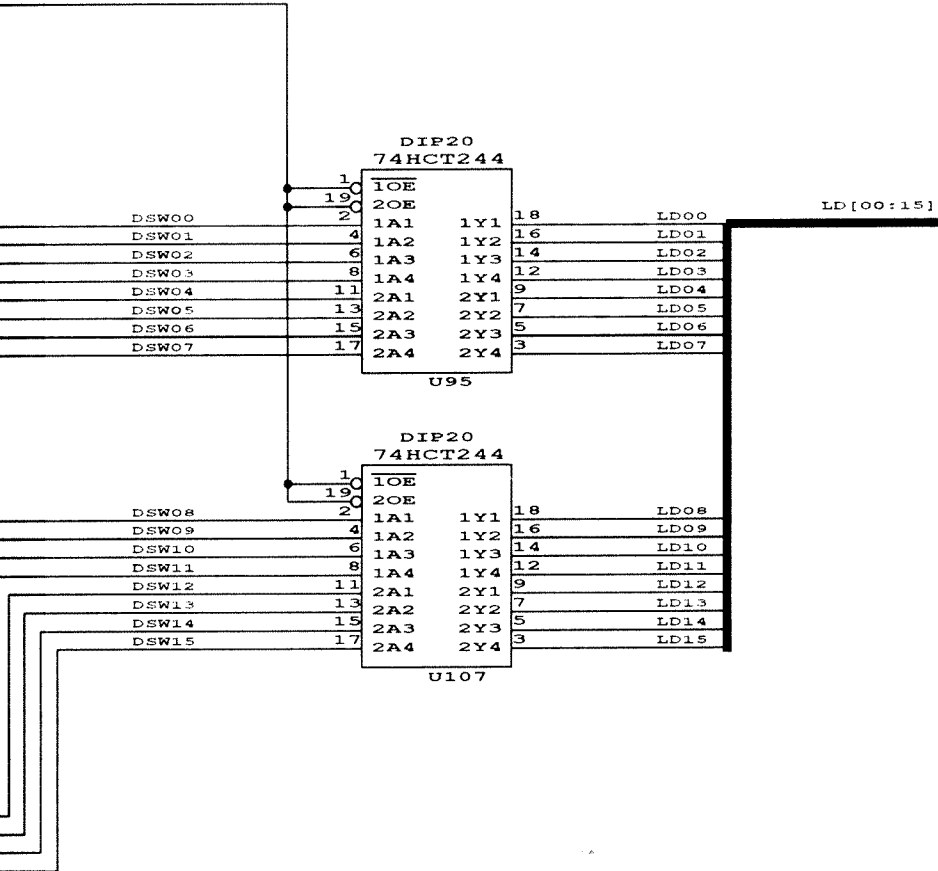 DIP20
74HCT244
1 1OE
19 2OE
DSW00 2 1A1 1Y1 18 LD00 LD[00:15]
DSW01 4 1A2 1Y2 16 LD01
DSW02 6 1A3 1Y3 14 LD02
DSW03 8 1A4 1Y4 12 LD03
DSW04 11 2A1 2Y1 9 LD04
DSW05 13 2A2 2Y2 7 LD05
DSW06 15 2A3 2Y3 5 LD06
DSW07 17 2A4 2Y4 3 LD07
U95
DIP20
74HCT244
1 1OE
19 2OE
DSW08 2 1A1 1Y1 18 LD08
DSW09 4 1A2 1Y2 16 LD09
DSW10 6 1A3 1Y3 14 LD10
DSW11 8 1A4 1Y4 12 LD11
DSW12 11 2A1 2Y1 9 LD12
DSW13 13 2A2 2Y2 7 LD13
DSW14 15 2A3 2Y3 5 LD14
DSW15 17 2A4 2Y4 3 LD15
U107